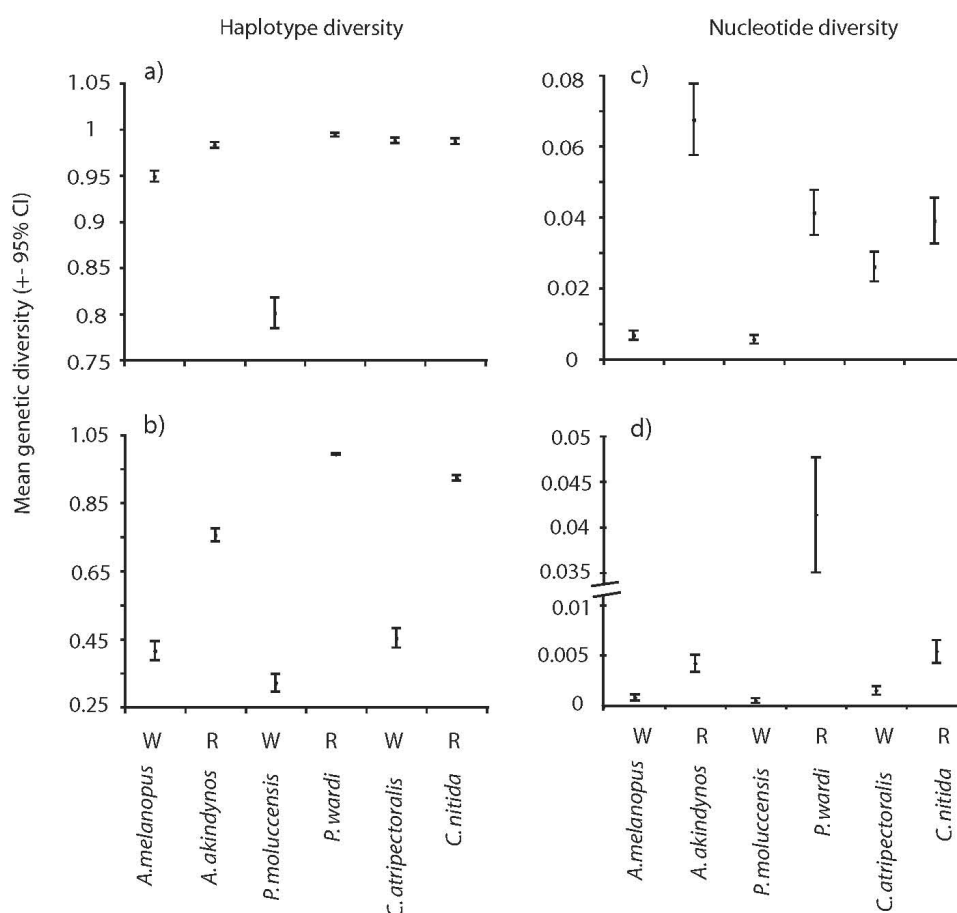 Haplotype diversity
Nucleotide diversity
Mean genetic diversity (+- 95% CI)
a)
1.05
1
0.95
0.9
0.85
0.8
0.75
c)
0.08
0.06
0.04
0.02
0
b)
1.05
0.85
0.65
0.45
0.25
d)
0.05
0.045
0.04
0.035
0.01
0.005
0
W R W R W R
W R W R W R
A.melanopus
A. akindynos
P. moluccensis
P. wardi
C. atripectoralis
C. nitida
A.melanopus
A. akindynos
P. moluccensis
P. wardi
C. atripectoralis
C. nitida